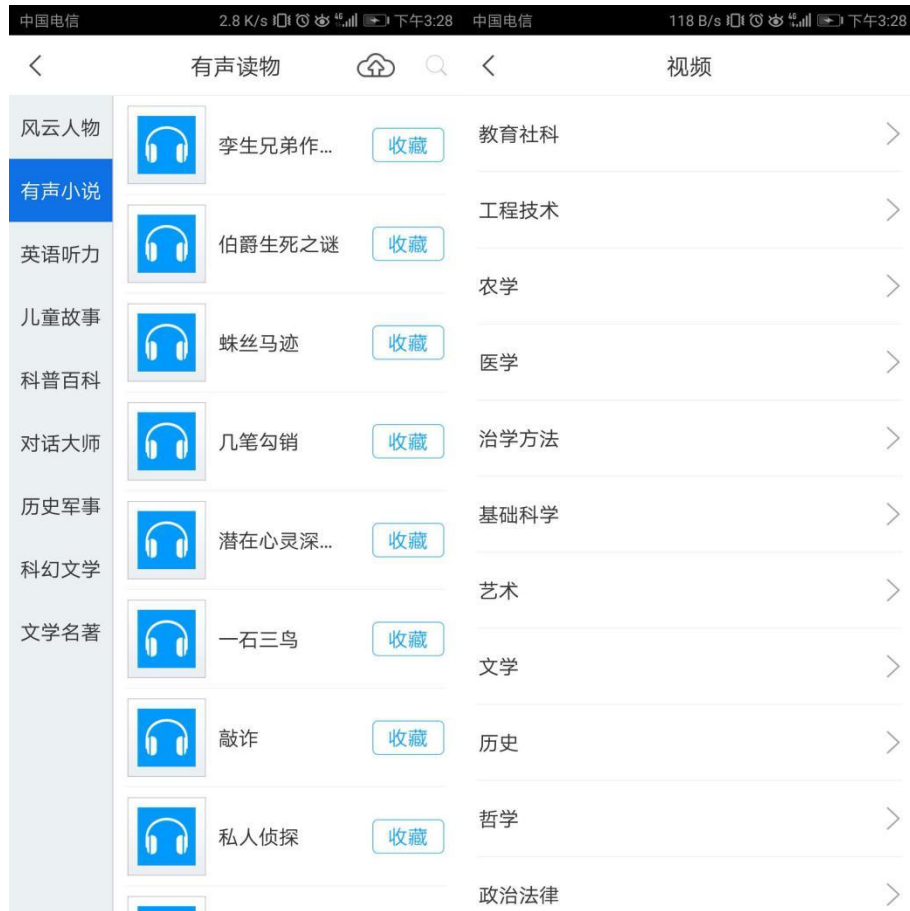 中国电信 2.8 K/s 下午3:28
有声读物
风云人物
有声小说
英语听力
儿童故事
科普百科
对话大师
历史军事
科幻文学
文学名著
孪生兄弟作... 收藏
伯爵生死之谜 收藏
蛛丝马迹 收藏
几笔勾销 收藏
潜在心灵深... 收藏
一石三鸟 收藏
敲诈 收藏
私人侦探 收藏
中国电信 118 B/s 下午3:28
视频
教育社科
工程技术
农学
医学
治学方法
基础科学
艺术
文学
历史
哲学
政治法律